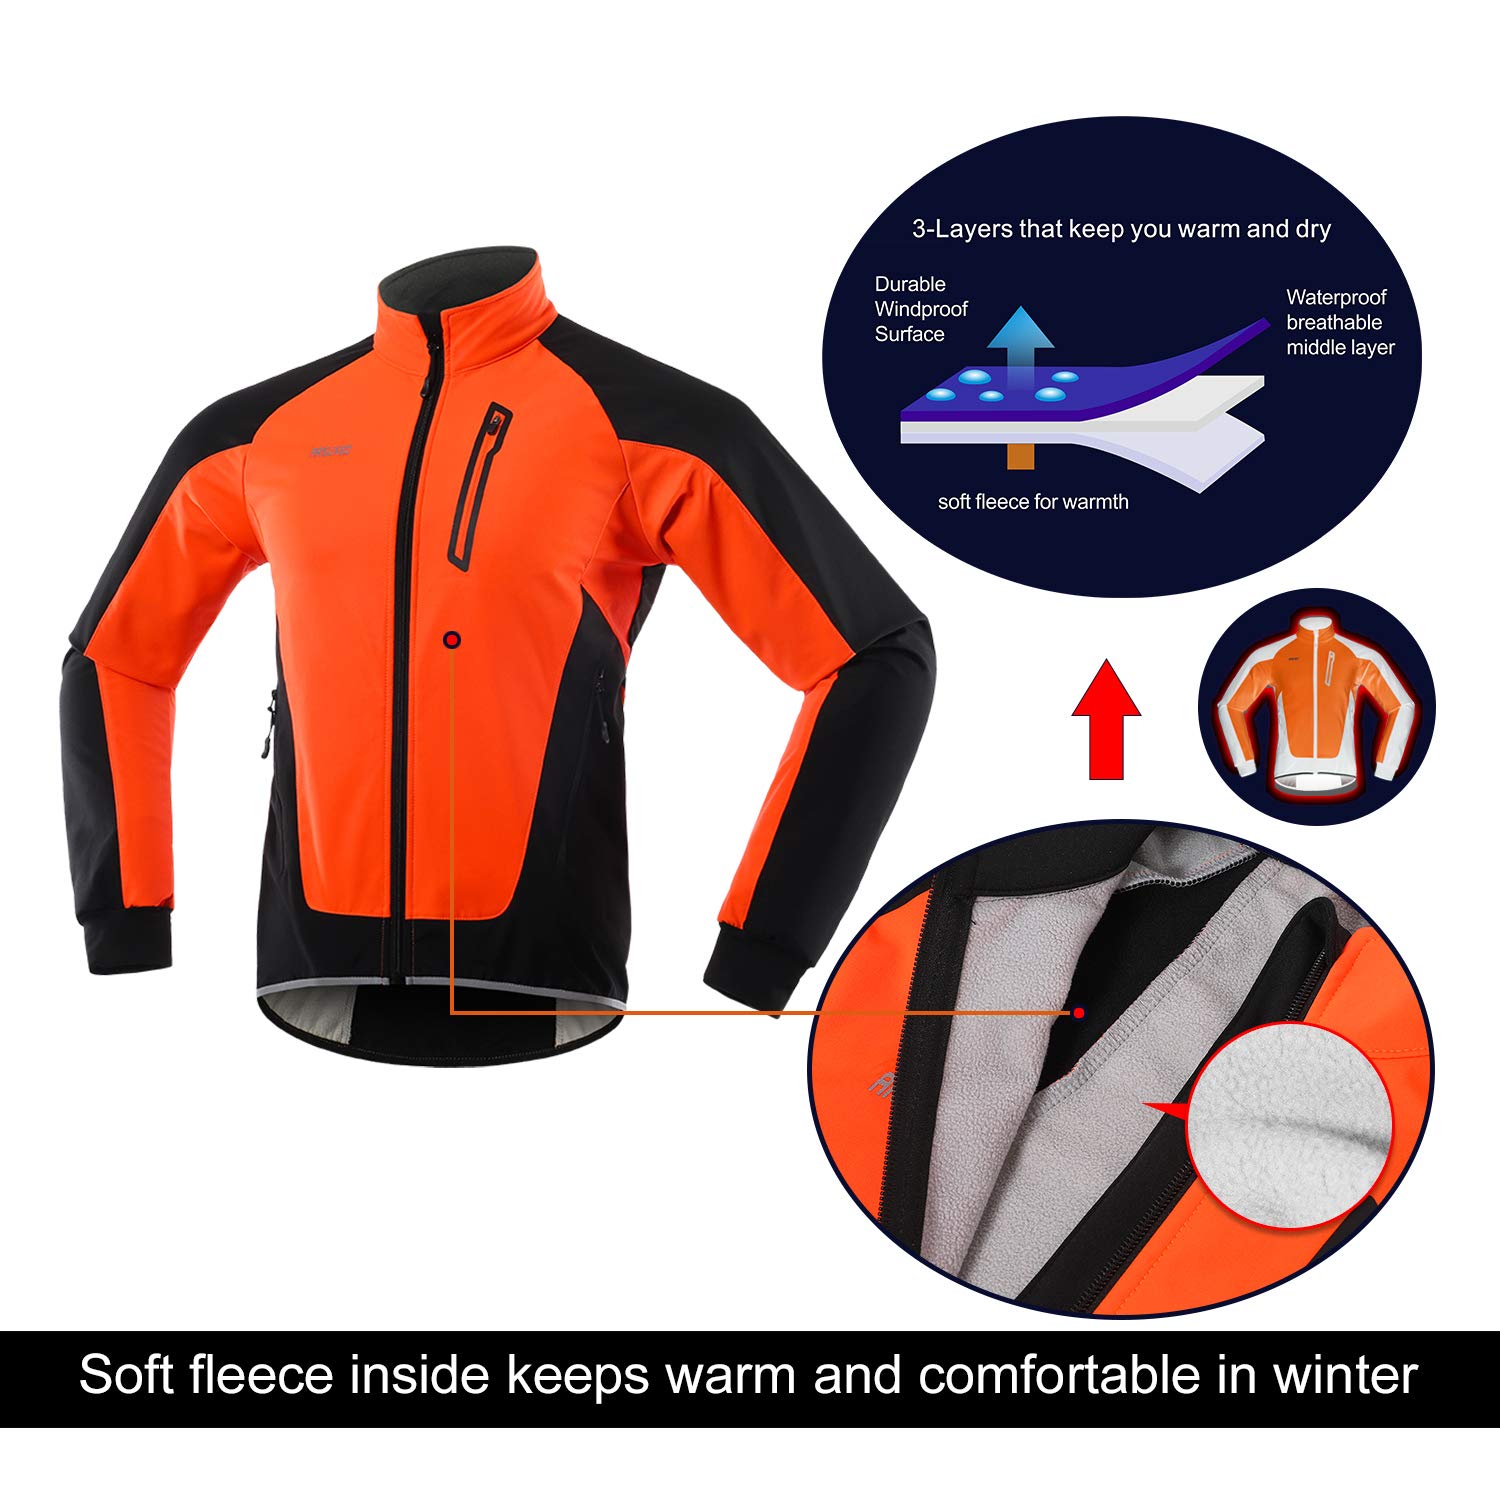 3-Layers that keep you warm and dry
Durable
Windproof
Surface
Waterproof
breathable
middle layer
soft fleece for warmth
Soft fleece inside keeps warm and comfortable in winter